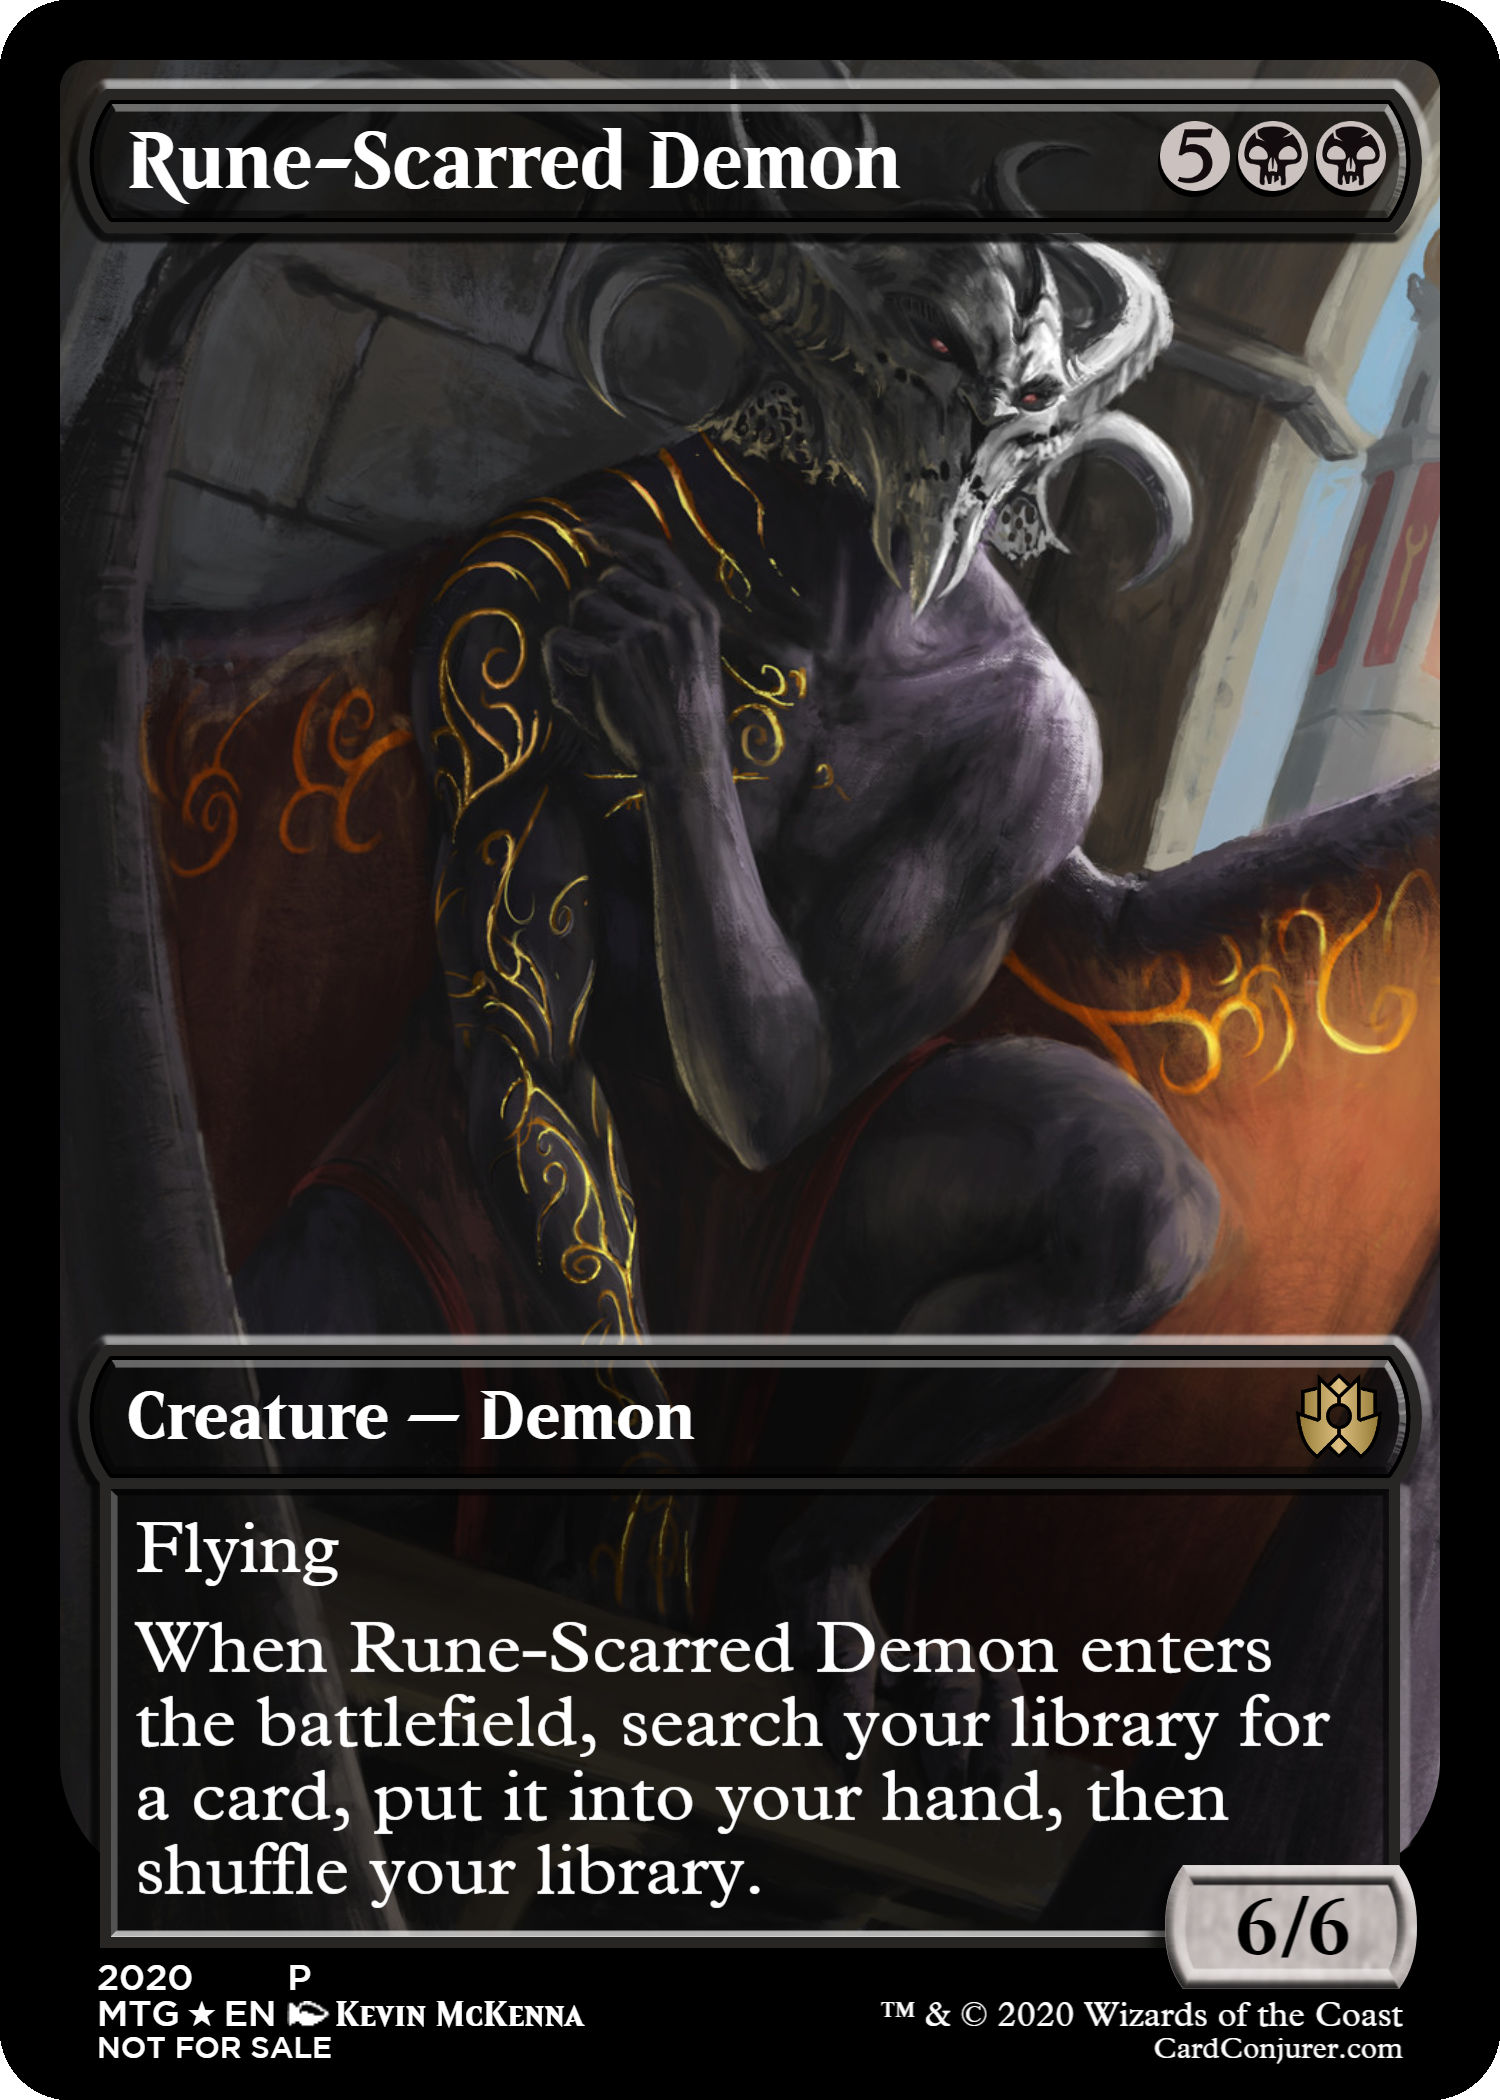 Rune-Scarred Demon 5
Creature — Demon
Flying
When Rune-Scarred Demon enters
the battlefield, search your library for
a card, put it into your hand, then
shuffle your library.
6/6
2020 P
MTG ★ EN Kevin McKenna
NOT FOR SALE
™ & © 2020 Wizards of the Coast
CardConjurer.com